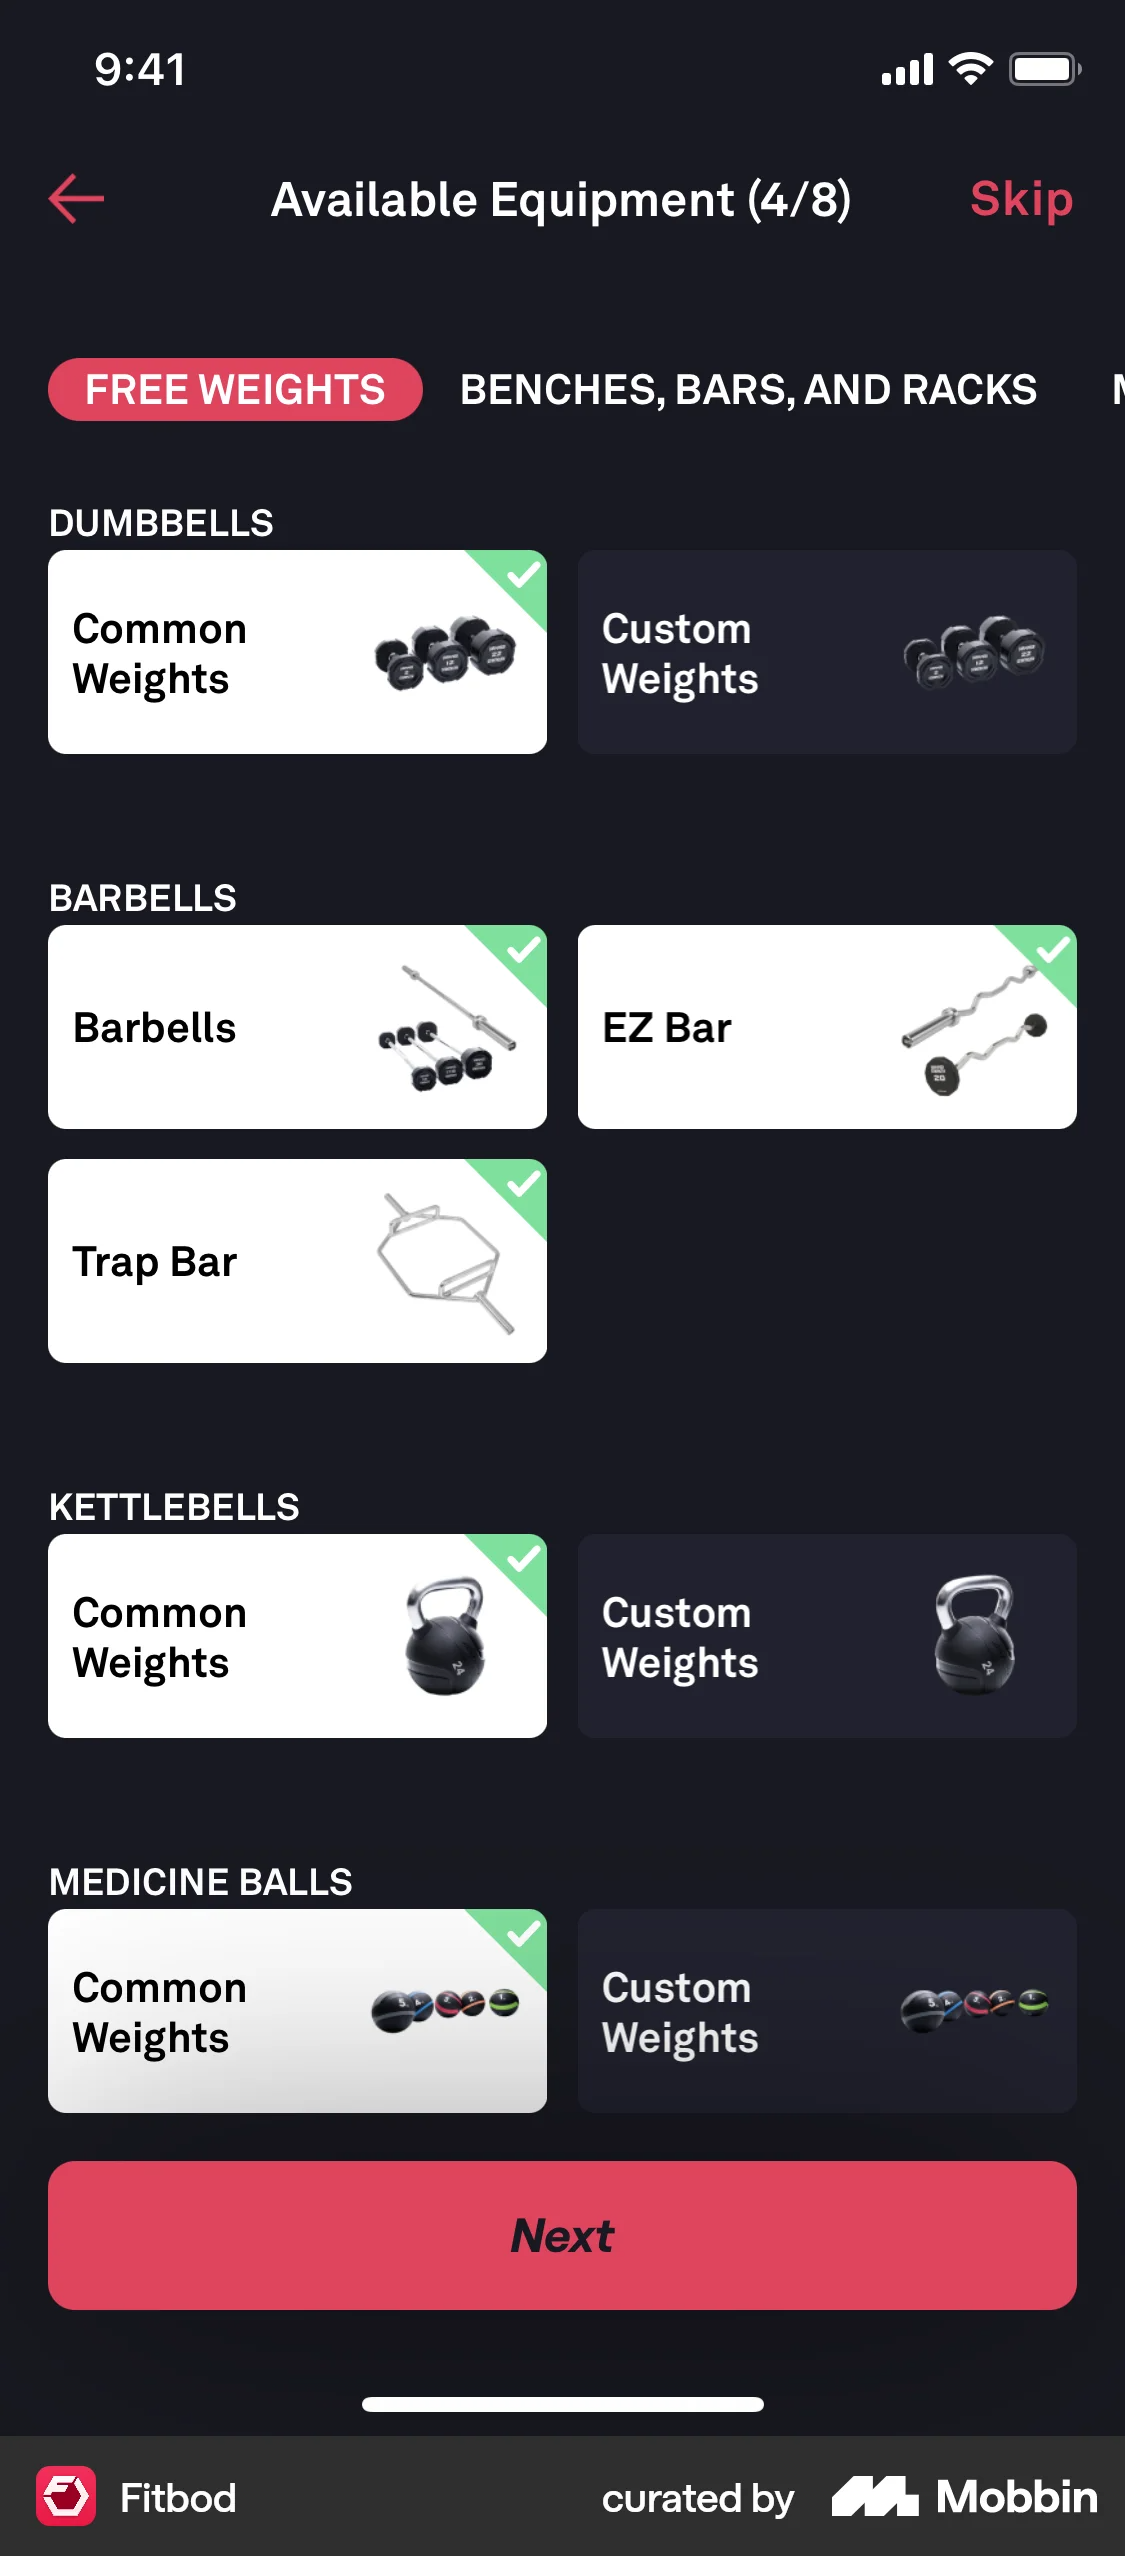 9:41
Available Equipment (4/8)
Skip
FREE WEIGHTS
BENCHES, BARS, AND RACKS
DUMBBELLS
Common
Weights
Custom
Weights
BARBELLS
Barbells
EZ Bar
Trap Bar
KETTLEBELLS
Common
Weights
24
Custom
Weights
24
MEDICINE BALLS
Common
Weights
Custom
Weights
Next
Fitbod
curated by
Mobbin